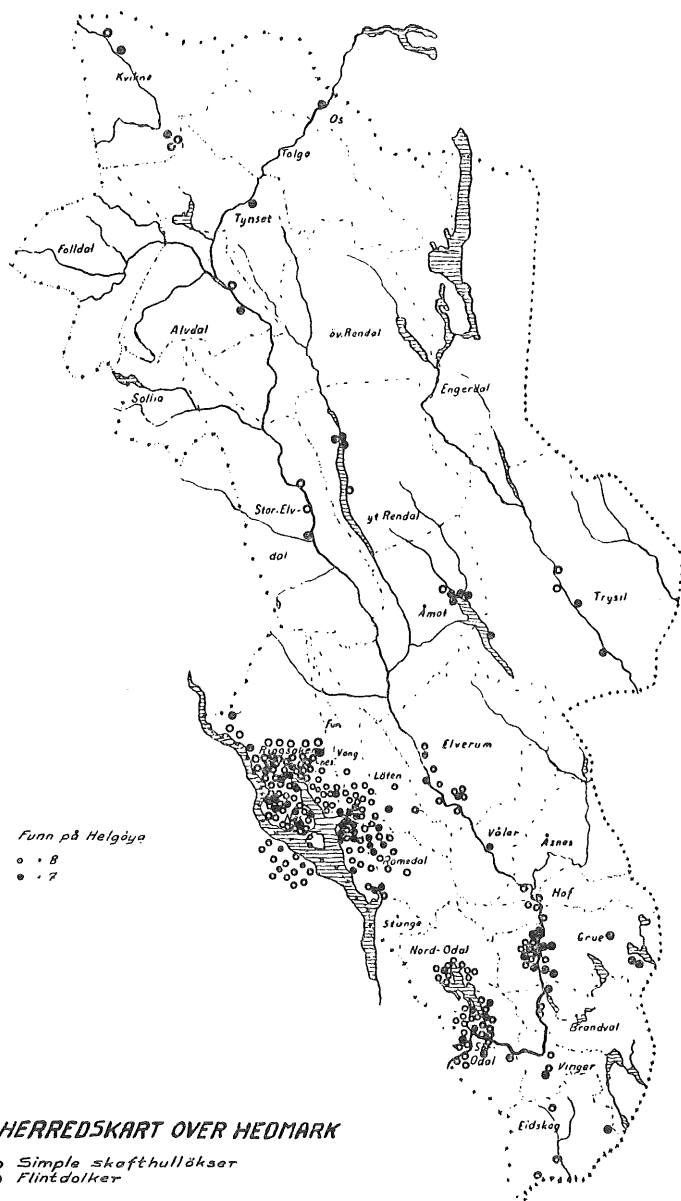 Kvikne
Os
Tolga
Tynset
Folldal
Alvdal
öv. Rendal
Engerdal
Sollia
Stor-Elv-
dal
yt Rendal
Trysil
Åmot
Elverum
Vang
Löten
Funn på Helgöya
○ = 8
● = 7
Romedal
Våler
Åsnes
Hof
Stange
Nord-Odal
Grue
Brandval
Odal
Vinger
Eidskog
HERREDSKART OVER HEDMARK
Simple skafthullökser
Flintdolker